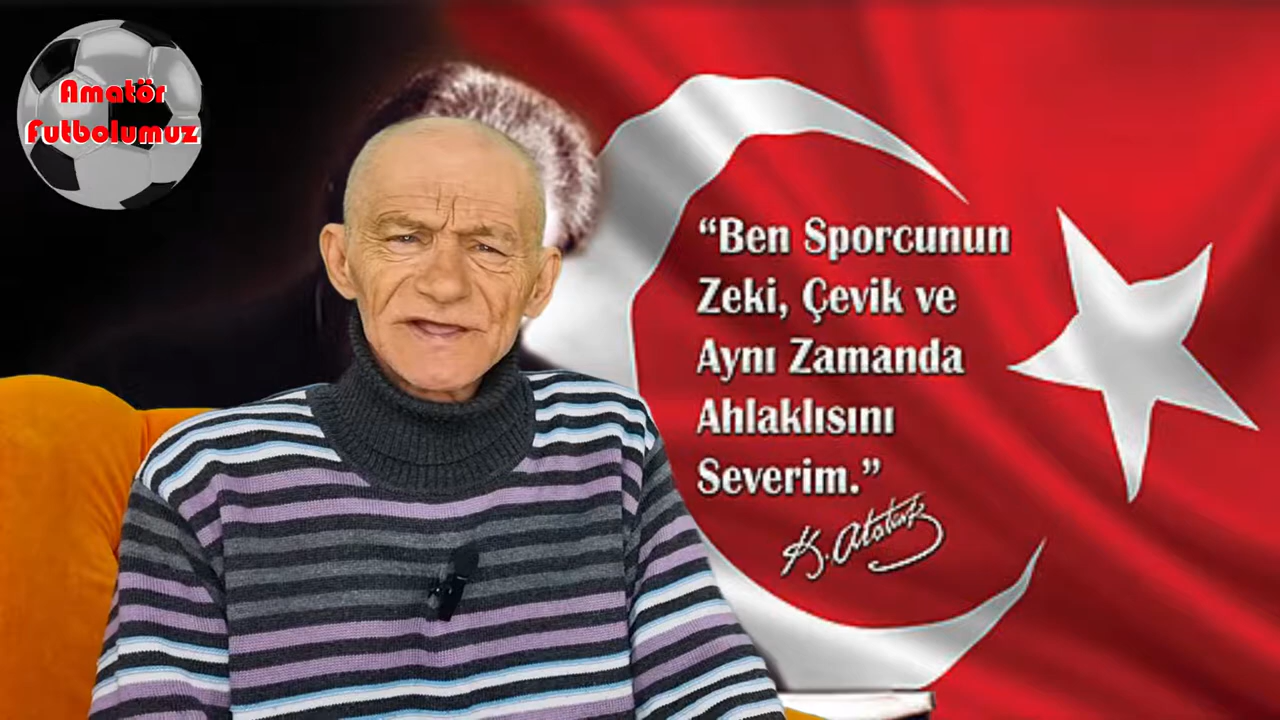 Amatör
Futbolumuz
“Ben Sporcunun
Zeki, Çevik ve
Aynı Zamanda
Ahlaklısını
Severim.”
K. Atatürk